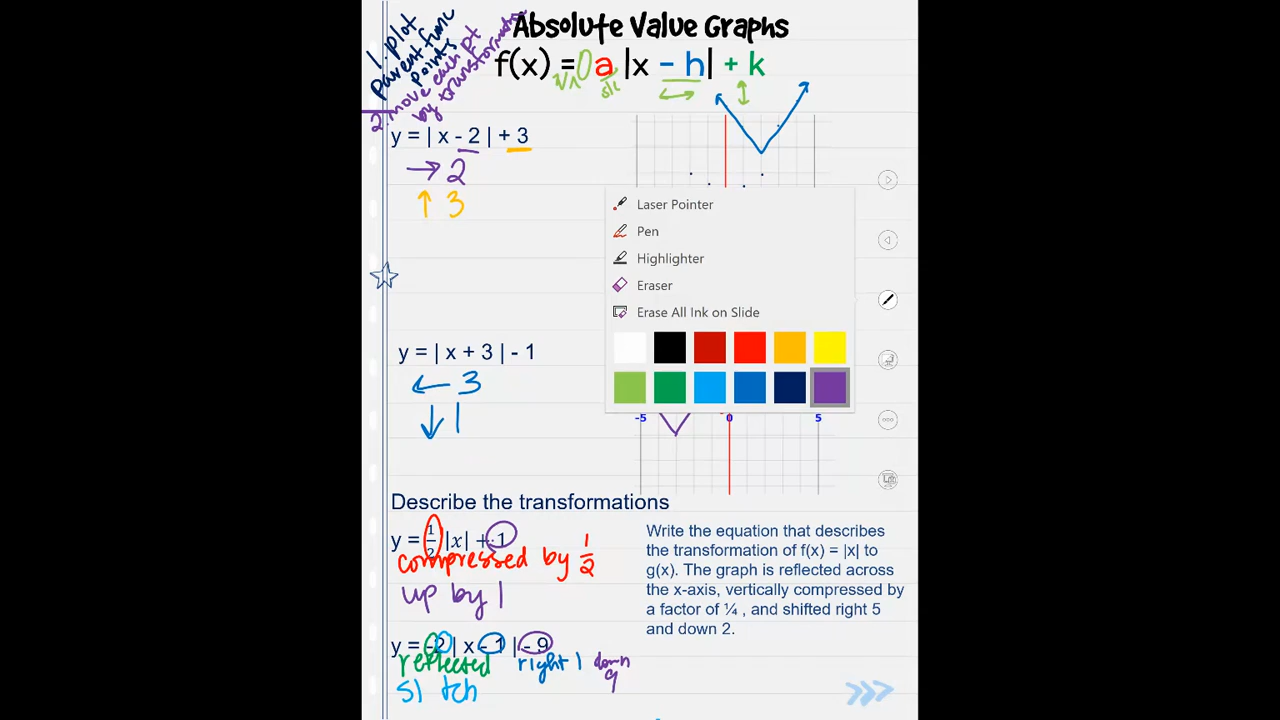 Absolute Value Graphs
f(x) = a |x - h| + k
1. plot
parent func
points
2) move each pt
by transformation
y = | x - 2 | + 3
→ 2
↑ 3
Laser Pointer
Pen
Highlighter
Eraser
Erase All Ink on Slide
y = | x + 3 | - 1
← 3
↓ 1
-5 0 5
Describe the transformations
y = 1/2 |x| + 1
compressed by 1/2
up by 1
y = -2 | x - 1 | - 9
reflected right 1 down
9
Write the equation that describes
the transformation of f(x) = |x| to
g(x). The graph is reflected across
the x-axis, vertically compressed by
a factor of ¼ , and shifted right 5
and down 2.